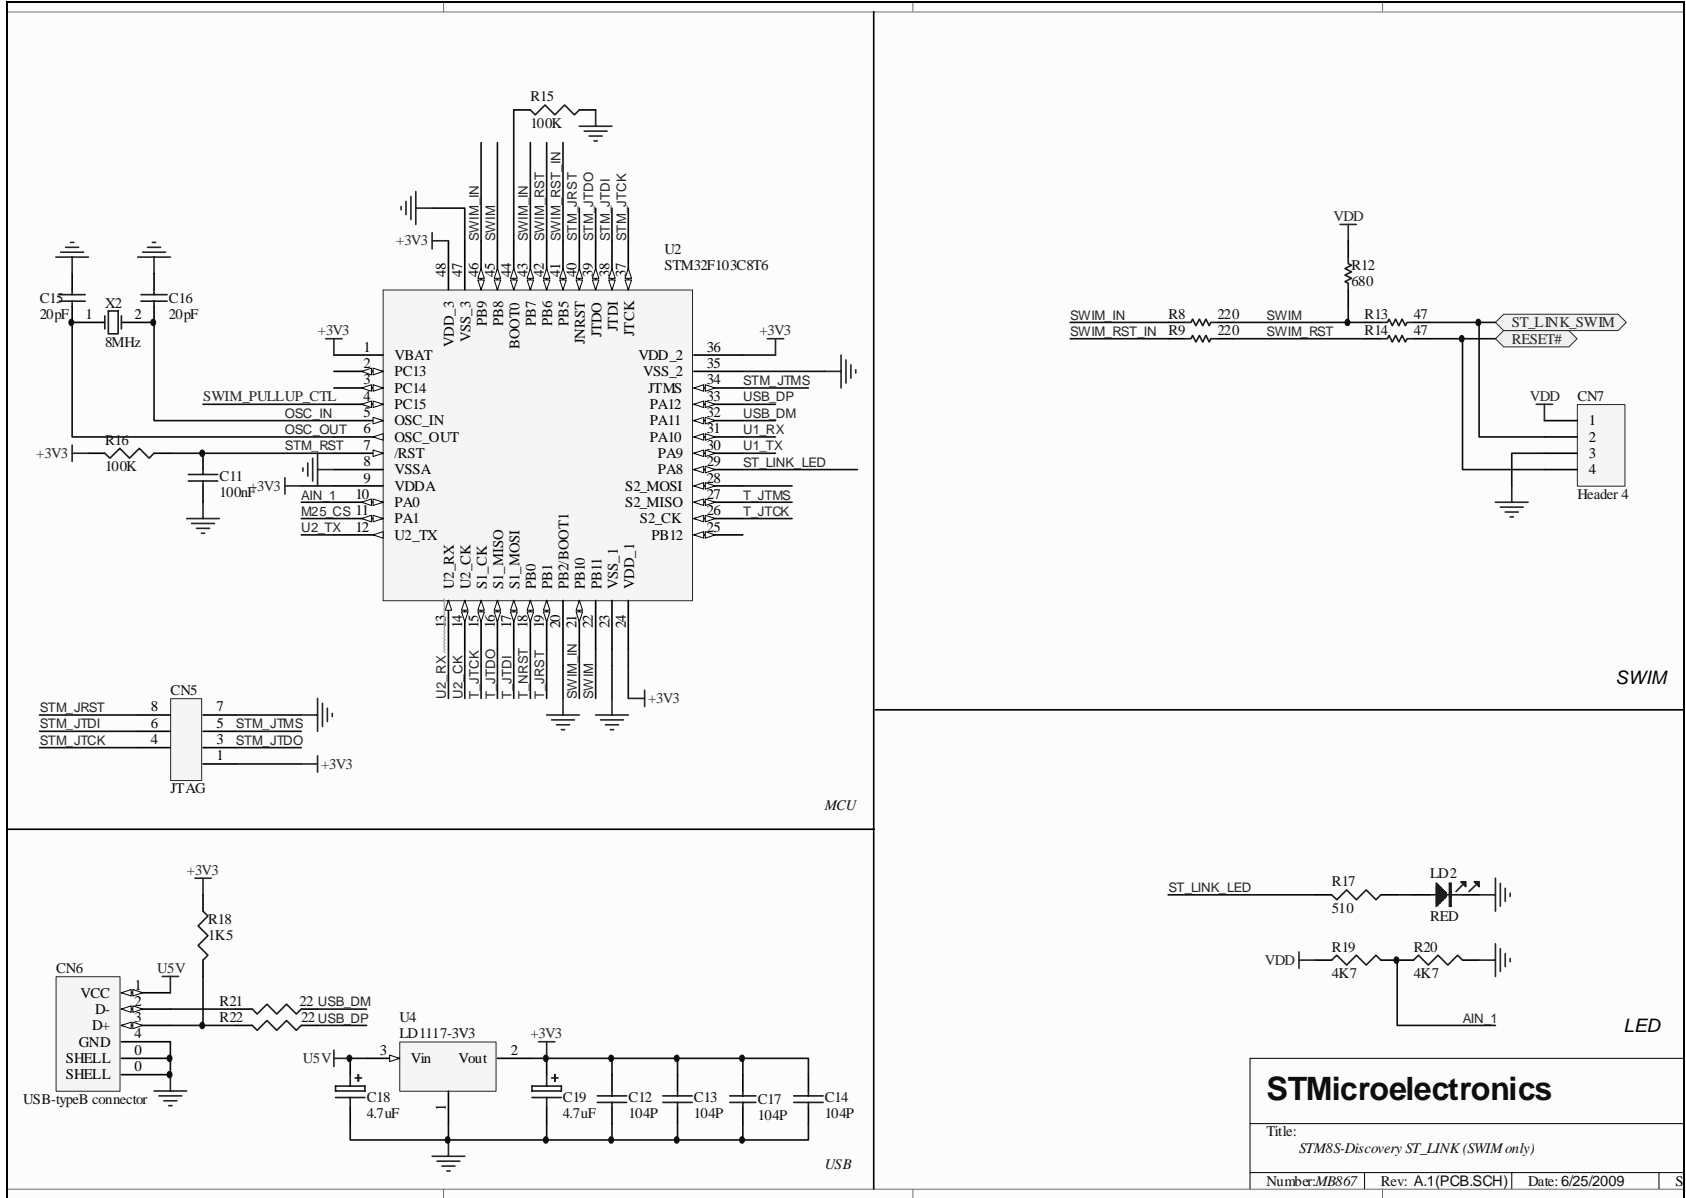 R15
100K
SWIM_IN
SWIM
SWIM_IN
SWIM_RST
SWIM_RST_IN
STM_JRST
STM_JTDO
STM_JTDI
STM_JTCK
+3V3
48
47
46
45
44
43
42
41
40
39
38
37
U2
STM32F103C8T6
VDD_3
VSS_3
PB9
PB8
BOOT0
PB7
PB6
PB5
JNRST
JTDO
JTDI
JTCK
C15
20pF
1
X2
2
8MHz
C16
20pF
+3V3
1
VBAT
2
PC13
3
PC14
SWIM_PULLUP_CTL
4
PC15
OSC_IN
5
OSC_IN
OSC_OUT
6
OSC_OUT
+3V3
R16
100K
STM_RST
7
/RST
8
VSSA
C11
100nF
+3V3
9
VDDA
AIN_1
10
PA0
M25_CS
11
PA1
U2_TX
12
U2_TX
+3V3
VDD_2
36
VSS_2
35
JTMS
34
STM_JTMS
PA12
33
USB_DP
PA11
32
USB_DM
PA10
31
U1_RX
PA9
30
U1_TX
PA8
29
ST_LINK_LED
S2_MOSI
28
S2_MISO
27
T_JTMS
S2_CK
26
T_JTCK
PB12
25
U2_RX
U2_CK
S1_CK
S1_MISO
S1_MOSI
PB0
PB1
PB2/BOOT1
PB10
PB11
VSS_1
VDD_1
13
14
15
16
17
18
19
20
21
22
23
24
U2_RX
U2_CK
T_JTCK
T_JTDO
T_JTDI
T_NRST
T_JRST
SWIM_IN
SWIM
+3V3
CN5
STM_JRST
8
7
STM_JTDI
6
5
STM_JTMS
STM_JTCK
4
3
STM_JTDO
1
+3V3
JTAG
MCU
VDD
R12
680
SWIM_IN
R8
220
SWIM
R13
47
ST_LINK_SWIM
SWIM_RST_IN
R9
220
SWIM_RST
R14
47
RESET#
VDD
CN7
1
2
3
4
Header 4
SWIM
+3V3
R18
1K5
CN6
U5V
VCC
1
D-
2
R21
22
USB_DM
D+
3
R22
22
USB_DP
GND
4
SHELL
0
SHELL
0
USB-typeB connector
U4
LD1117-3V3
U5V
3
Vin
Vout
2
+3V3
1
+
C18
4.7uF
+
C19
4.7uF
C12
104P
C13
104P
C17
104P
C14
104P
USB
ST_LINK_LED
R17
510
LD2
RED
VDD
R19
4K7
R20
4K7
AIN_1
LED
STMicroelectronics
Title:
STM8S-Discovery ST_LINK (SWIM only)
Number:MB867
Rev: A.1(PCB.SCH)
Date: 6/25/2009
S